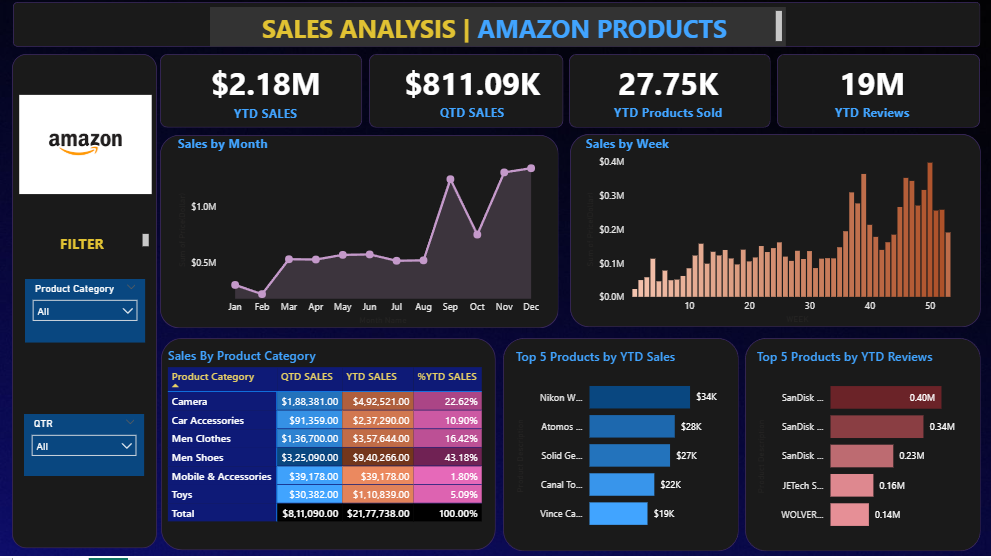 SALES ANALYSIS | AMAZON PRODUCTS
amazon
FILTER
Product Category
All
QTR
All
$2.18M
YTD SALES
$811.09K
QTD SALES
27.75K
YTD Products Sold
19M
YTD Reviews
Sales by Month
$1.0M
$0.5M
Jan Feb Mar Apr May Jun Jul Aug Sep Oct Nov Dec
Sales by Week
$0.4M
$0.3M
$0.2M
$0.1M
$0.0M
10 20 30 40 50
Sales By Product Category
Product Category QTD SALES YTD SALES %YTD SALES
Camera $1,88,381.00 $4,92,521.00 22.62%
Car Accessories $91,359.00 $2,37,290.00 10.90%
Men Clothes $1,36,700.00 $3,57,644.00 16.42%
Men Shoes $3,25,090.00 $9,40,266.00 43.18%
Mobile & Accessories $39,178.00 $39,178.00 1.80%
Toys $30,382.00 $1,10,839.00 5.09%
Total $8,11,090.00 $21,77,738.00 100.00%
Top 5 Products by YTD Sales
Nikon W... $34K
Atomos ... $28K
Solid Ge... $27K
Canal To... $22K
Vince Ca... $19K
Top 5 Products by YTD Reviews
SanDisk ... 0.40M
SanDisk ... 0.34M
SanDisk ... 0.23M
JETech S... 0.16M
WOLVER... 0.14M